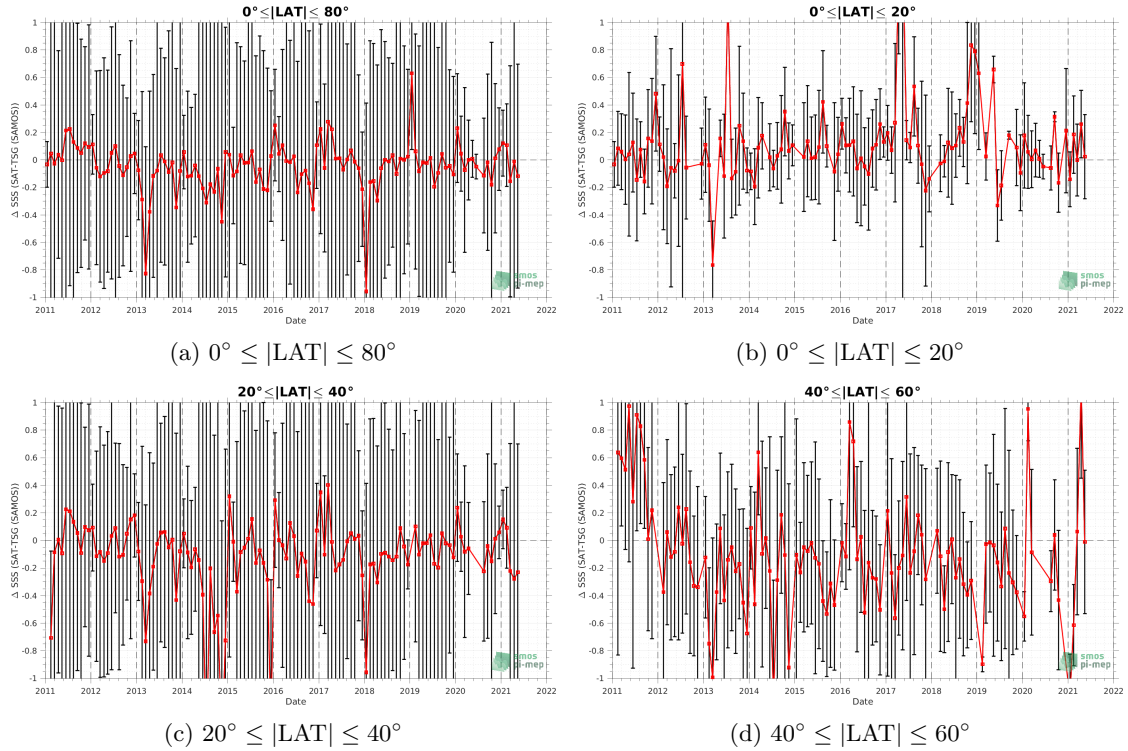 0°≤|LAT|≤ 80°
Δ SSS (SAT-TSG (SAMOS))
1
0.8
0.6
0.4
0.2
0
-0.2
-0.4
-0.6
-0.8
-1
2011 2012 2013 2014 2015 2016 2017 2018 2019 2020 2021 2022
Date
smos
pi-mep
(a) 0° ≤ |LAT| ≤ 80°
0°≤|LAT|≤ 20°
Δ SSS (SAT-TSG (SAMOS))
1
0.8
0.6
0.4
0.2
0
-0.2
-0.4
-0.6
-0.8
-1
2011 2012 2013 2014 2015 2016 2017 2018 2019 2020 2021 2022
Date
smos
pi-mep
(b) 0° ≤ |LAT| ≤ 20°
20°≤|LAT|≤ 40°
Δ SSS (SAT-TSG (SAMOS))
1
0.8
0.6
0.4
0.2
0
-0.2
-0.4
-0.6
-0.8
-1
2011 2012 2013 2014 2015 2016 2017 2018 2019 2020 2021 2022
Date
smos
pi-mep
(c) 20° ≤ |LAT| ≤ 40°
40°≤|LAT|≤ 60°
Δ SSS (SAT-TSG (SAMOS))
1
0.8
0.6
0.4
0.2
0
-0.2
-0.4
-0.6
-0.8
-1
2011 2012 2013 2014 2015 2016 2017 2018 2019 2020 2021 2022
Date
smos
pi-mep
(d) 40° ≤ |LAT| ≤ 60°